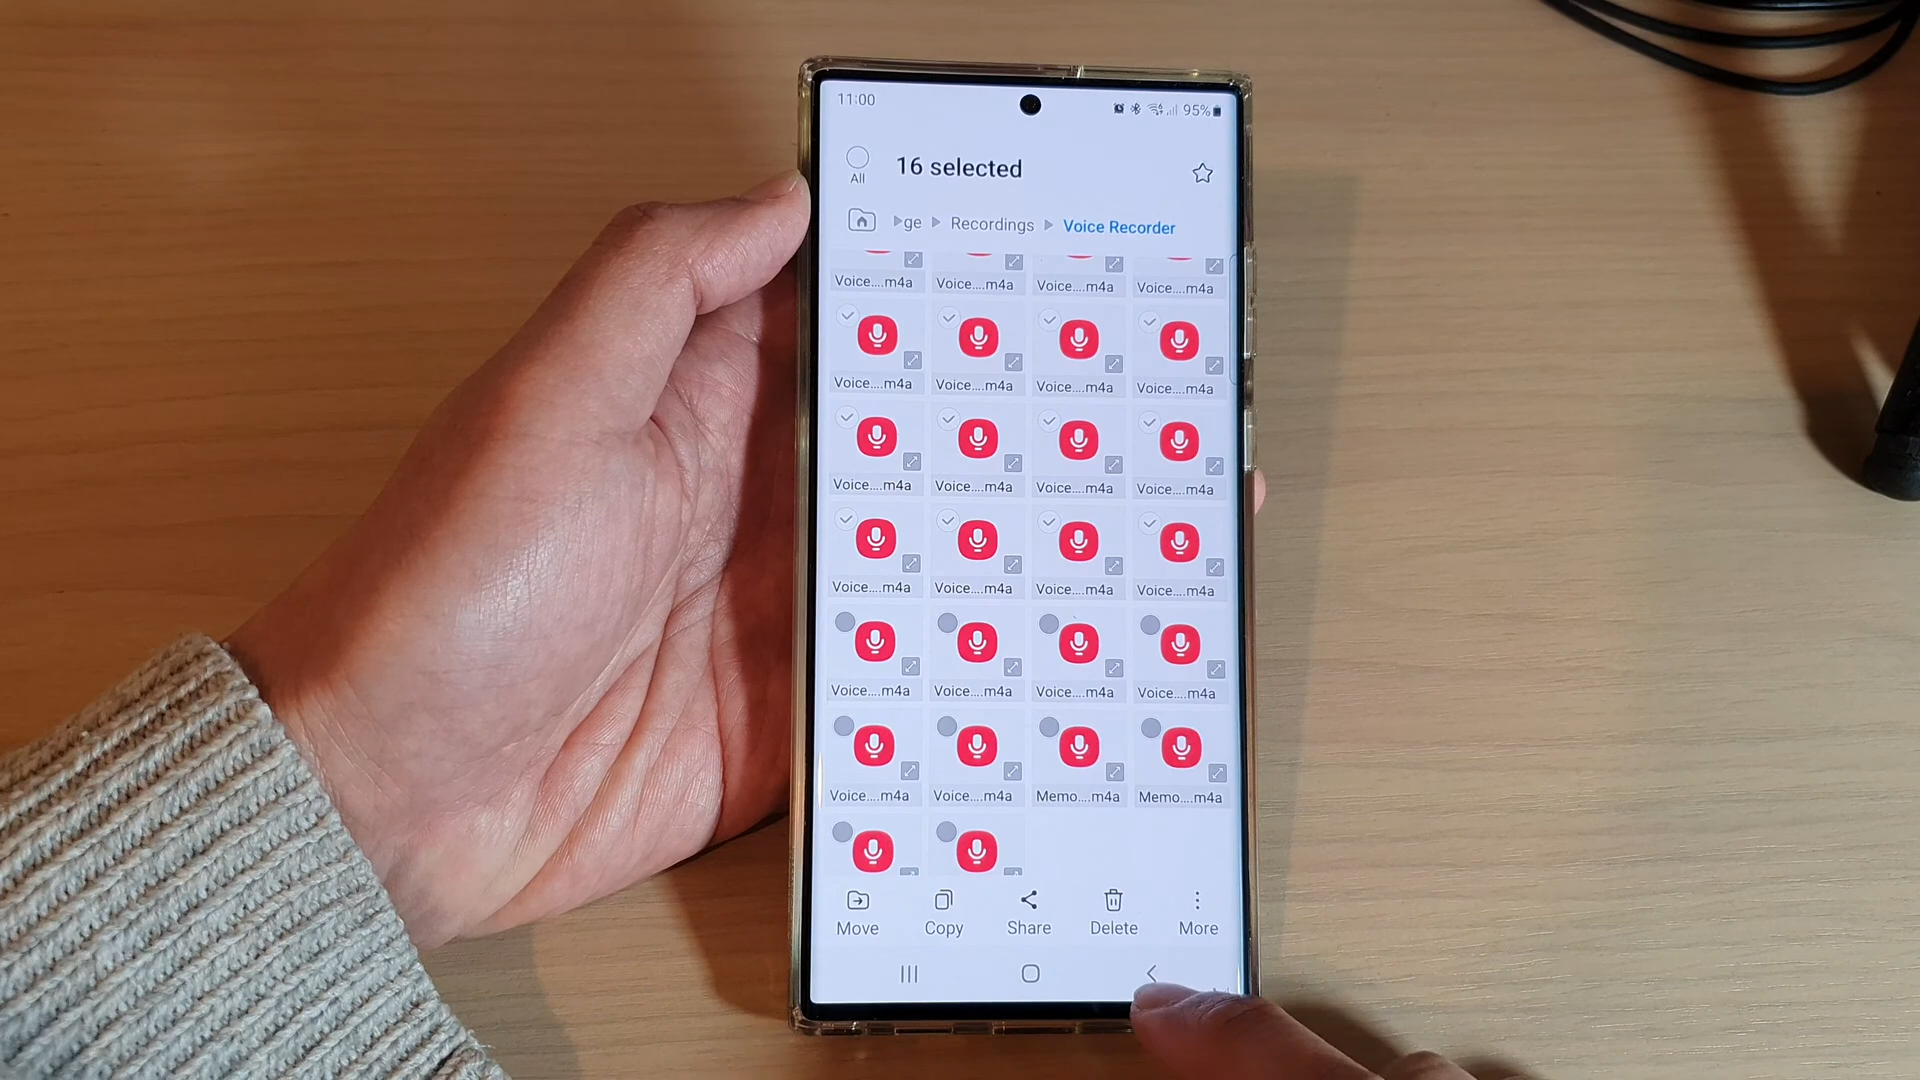 11:00 95%
All 16 selected
ge Recordings Voice Recorder
Voice....m4a Voice....m4a Voice....m4a Voice....m4a
Voice....m4a Voice....m4a Voice....m4a Voice....m4a
Voice....m4a Voice....m4a Voice....m4a Voice....m4a
Voice....m4a Voice....m4a Voice....m4a Voice....m4a
Voice....m4a Voice....m4a Voice....m4a Voice....m4a
Voice....m4a Voice....m4a Memo....m4a Memo....m4a
Move Copy Share Delete More